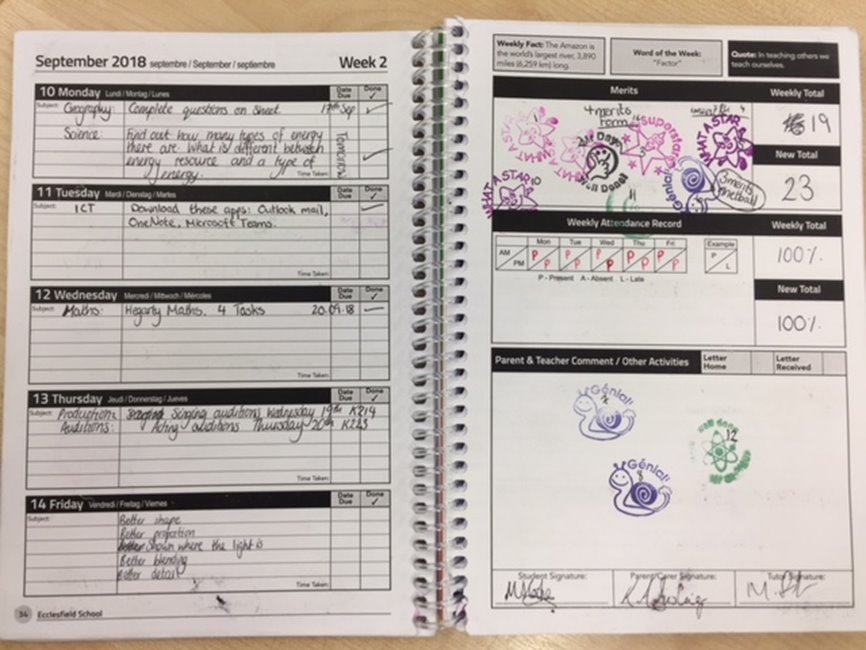 September 2018 septembre / September / septiembre Week 2
10 Monday Lundi / Montag / Lunes Date Due Done ✓
Subject: Geography: Complete questions on Sheet. Sep ✓
Science: Find out how many types of energy
there are. What is different between
energy resource and a type of
energy.
Tomorrow ✓
Time Taken:
11 Tuesday Mardi / Dienstag / Martes Date Due Done ✓
Subject: ICT Download these apps: Outlook mail,
OneNote, Microsoft Teams.
Time Taken:
12 Wednesday Mercredi / Mittwoch / Miércoles Date Due Done ✓
Subject: Maths: Hegarty Maths. 4 Tasks 20.09.18
Time Taken:
13 Thursday Jeudi / Donnerstag / Jueves Date Due Done ✓
Subject: Production Singing auditions Wednesday 19th K214
Auditions: Acting auditions Thursday 20th
Time Taken:
14 Friday Vendredi / Freitag / Viernes Date Due Done ✓
Subject: Better shape
Better proportion
Shown where the light is
Better blending
Better detail
Time Taken:
34 Ecclesfield School
Weekly Fact: The Amazon is
the world's largest river, 3,890
miles (6,259 km) long.
Word of the Week:
"Factor"
Quote: In teaching others we
teach ourselves.
Merits
4 merits
WHAT A STAR
WHAT A STAR
Superstar
WHAT A STAR
Well Done!
Génial!
3 merits
netball
WHAT A STAR 10
11
Weekly Total
19
New Total
23
Weekly Attendance Record
Mon Tue Wed Thu Fri Example
AM P P P P P P
PM P P P P P L
P - Present A - Absent L - Late
Weekly Total
100%
New Total
100%.
Parent & Teacher Comment / Other Activities Letter Home Letter Received
Génial!
well done
12
Génial!
Student Signature: Parent/Carer Signature: Tutor Signature: